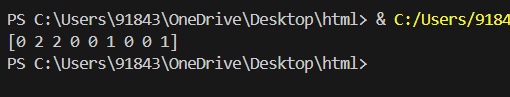 PS C:\Users\91843\OneDrive\Desktop\html> & C:/Users/9184
[0 2 2 0 0 1 0 0 1]
PS C:\Users\91843\OneDrive\Desktop\html>